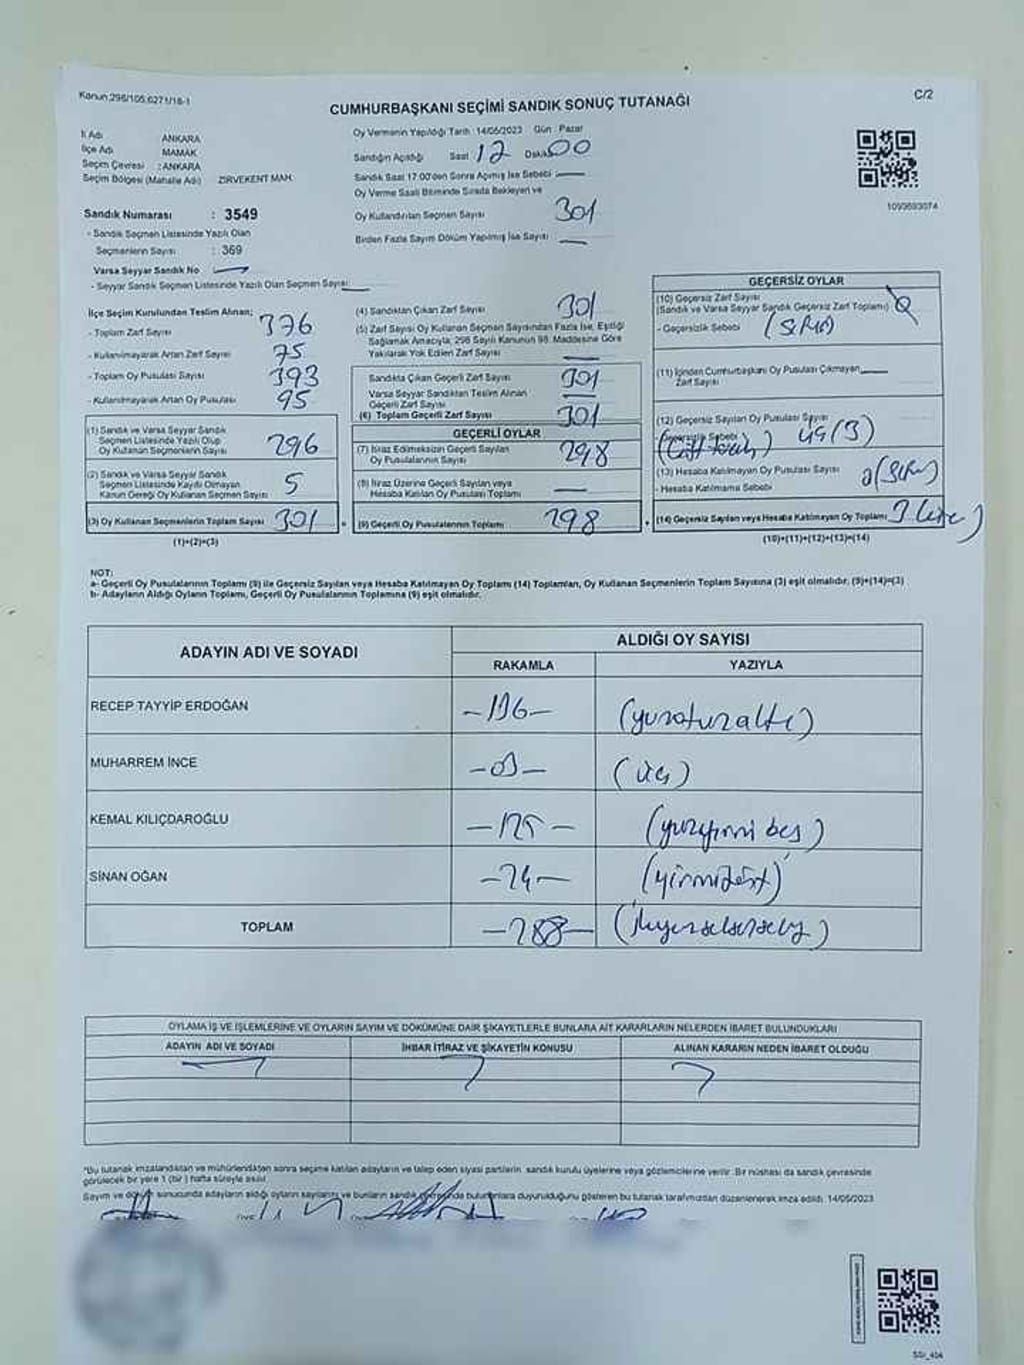 Kanun:298/105,6271/18-1
C/2
CUMHURBAŞKANI SEÇİMİ SANDIK SONUÇ TUTANAĞI
İl Adı ANKARA
İlçe Adı MAMAK
Seçim Çevresi : ANKARA
Seçim Bölgesi (Mahalle Adı) ZİRVEKENT MAH.
Sandık Numarası : 3549
- Sandık Seçmen Listesinde Yazılı Olan
Seçmenlerin Sayısı : 369
Varsa Seyyar Sandık No
- Seyyar Sandık Seçmen Listesinde Yazılı Olan Seçmen Sayısı
Oy Vermenin Yapıldığı Tarih : 14/05/2023 Gün : Pazar
Sandığın Açıldığı Saat 17 Dakika 00
Sandık Saat 17:00'den Sonra Açılmış İse Sebebi
Oy Verme Saati Bitiminde Sırada Bekleyen ve
Oy Kullandırılan Seçmen Sayısı 301
Birden Fazla Sayım Döküm Yapılmış İse Sayısı
1093693074
İlçe Seçim Kurulundan Teslim Alınan;
- Toplam Zarf Sayısı 376
- Kullanılmayarak Artan Zarf Sayısı 75
- Toplam Oy Pusulası Sayısı 393
- Kullanılmayarak Artan Oy Pusulası 95
(1) Sandık ve Varsa Seyyar Sandık
Seçmen Listesinde Yazılı Olup
Oy Kullanan Seçmenlerin Sayısı 296
(2) Sandık ve Varsa Seyyar Sandık
Seçmen Listesinde Kaydı Olmayan
Kanun Gereği Oy Kullanan Seçmen Sayısı 5
(3) Oy Kullanan Seçmenlerin Toplam Sayısı 301
(1)+(2)=(3)
(4) Sandıktan Çıkan Zarf Sayısı 301
(5) Zarf Sayısı Oy Kullanan Seçmen Sayısından Fazla İse, Eşitliği
Sağlamak Amacıyla, 298 Sayılı Kanunun 98. Maddesine Göre
Yakılarak Yok Edilen Zarf Sayısı
Sandıkta Çıkan Geçerli Zarf Sayısı 301
Varsa Seyyar Sandıktan Teslim Alınan
Geçerli Zarf Sayısı
(6) Toplam Geçerli Zarf Sayısı 301
GEÇERLİ OYLAR
(7) İtiraz Edilmeksizin Geçerli Sayılan
Oy Pusulalarının Sayısı 298
(8) İtiraz Üzerine Geçerli Sayılan veya
Hesaba Katılan Oy Pusulası Toplamı
= (9) Geçerli Oy Pusulalarının Toplamı 298 +
GEÇERSİZ OYLAR
(10) Geçersiz Zarf Sayısı
(Sandık ve Varsa Seyyar Sandık Geçersiz Zarf Toplamı)
- Geçersizlik Sebebi (SIFIR)
(11) İçinden Cumhurbaşkanı Oy Pusulası Çıkmayan
Zarf Sayısı
(12) Geçersiz Sayılan Oy Pusulası Sayısı
Geçersizlik Sebebi üç (3)
(13) Hesaba Katılmayan Oy Pusulası Sayısı
- Hesaba Katılmama Sebebi 0 (SIFIR)
(14) Geçersiz Sayılan veya Hesaba Katılmayan Oy Toplamı 3
(10)+(11)+(12)+(13)=(14)
NOT:
a- Geçerli Oy Pusulalarının Toplamı (9) ile Geçersiz Sayılan veya Hesaba Katılmayan Oy Toplamı (14) Toplamları, Oy Kullanan Seçmenlerin Toplam Sayısına (3) eşit olmalıdır. (9)+(14)=(3)
b- Adayların Aldığı Oyların Toplamı, Geçerli Oy Pusulalarının Toplamına (9) eşit olmalıdır.
ADAYIN ADI VE SOYADI ALDIĞI OY SAYISI
RAKAMLA YAZIYLA
RECEP TAYYİP ERDOĞAN -136- (yüzotuzaltı)
MUHARREM İNCE -03- (üç)
KEMAL KILIÇDAROĞLU -125- (yüzyirmi beş)
SİNAN OĞAN -24- (yirmidört)
TOPLAM -288- (ikiyüzseksensekiz)
OYLAMA İŞ VE İŞLEMLERİNE VE OYLARIN SAYIM VE DÖKÜMÜNE DAİR ŞİKAYETLERLE BUNLARA AİT KARARLARIN NELERDEN İBARET BULUNDUKLARI
ADAYIN ADI VE SOYADI İHBAR İTİRAZ VE ŞİKAYETİN KONUSU ALINAN KARARIN NEDEN İBARET OLDUĞU
*Bu tutanak imzalandıktan ve mühürlendikten sonra seçime katılan adayların ve talep eden siyasi partilerin sandık kurulu üyelerine veya gözlemcilerine verilir. Bir nüshası da sandık çevresinde
görülecek bir yere 1 (bir) hafta süreyle asılır.
Sayım ve döküm sonucunda adayların aldığı oyların sayılarını ve bunların sandık çevresinde bulunanlara duyurulduğunu gösteren bu tutanak tarafımızdan düzenlenerek imza edildi. 14/05/2023